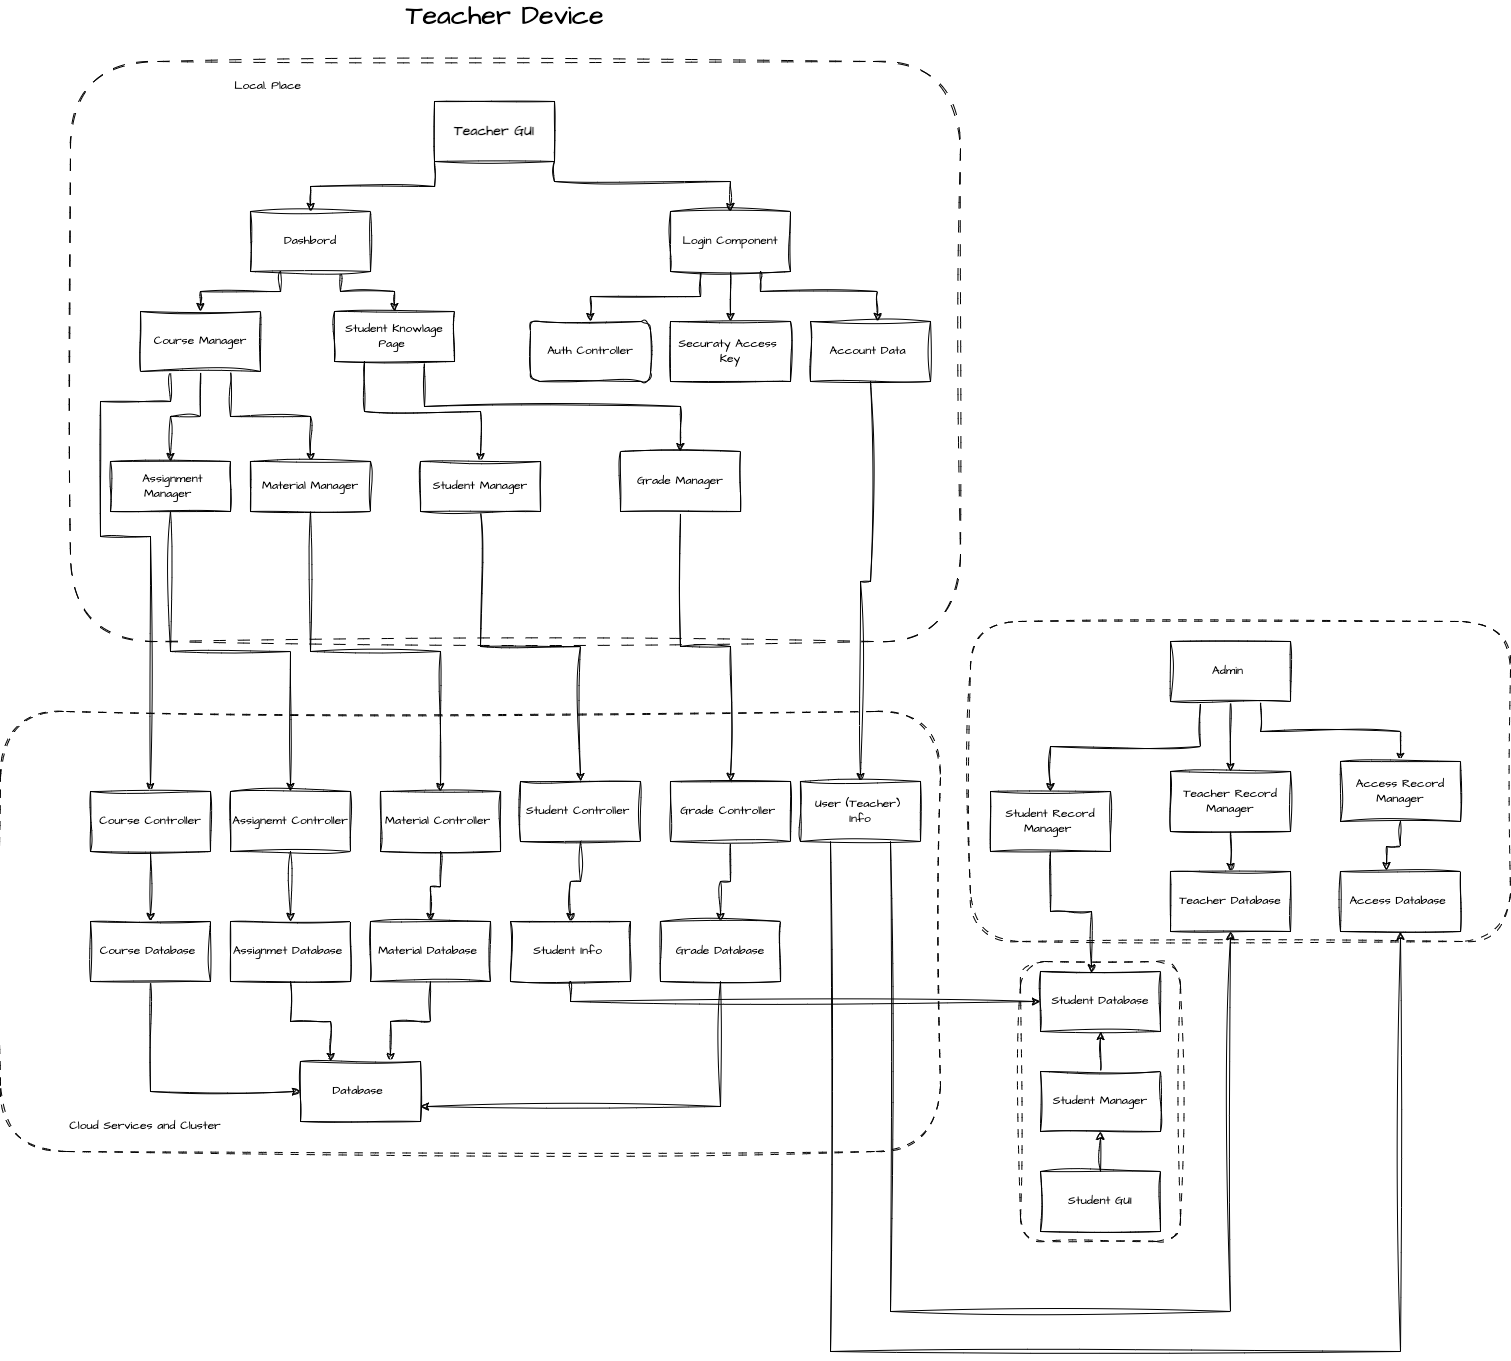 Teacher Device
Local Place
Teacher GUI
Dashbord
Login Component
Course Manager
Student Knowlage
Page
Auth Controller
Securaty Access
Key
Account Data
Assignment
Manager
Material Manager
Student Manager
Grade Manager
Admin
Course Controller
Assignemt Controller
Material Controller
Student Controller
Grade Controller
User (Teacher)
Info
Student Record
Manager
Teacher Record
Manager
Access Record
Manager
Teacher Database
Access Database
Course Database
Assignmet Database
Material Database
Student Info
Grade Database
Student Database
Database
Student Manager
Cloud Services and Cluster
Student GUI